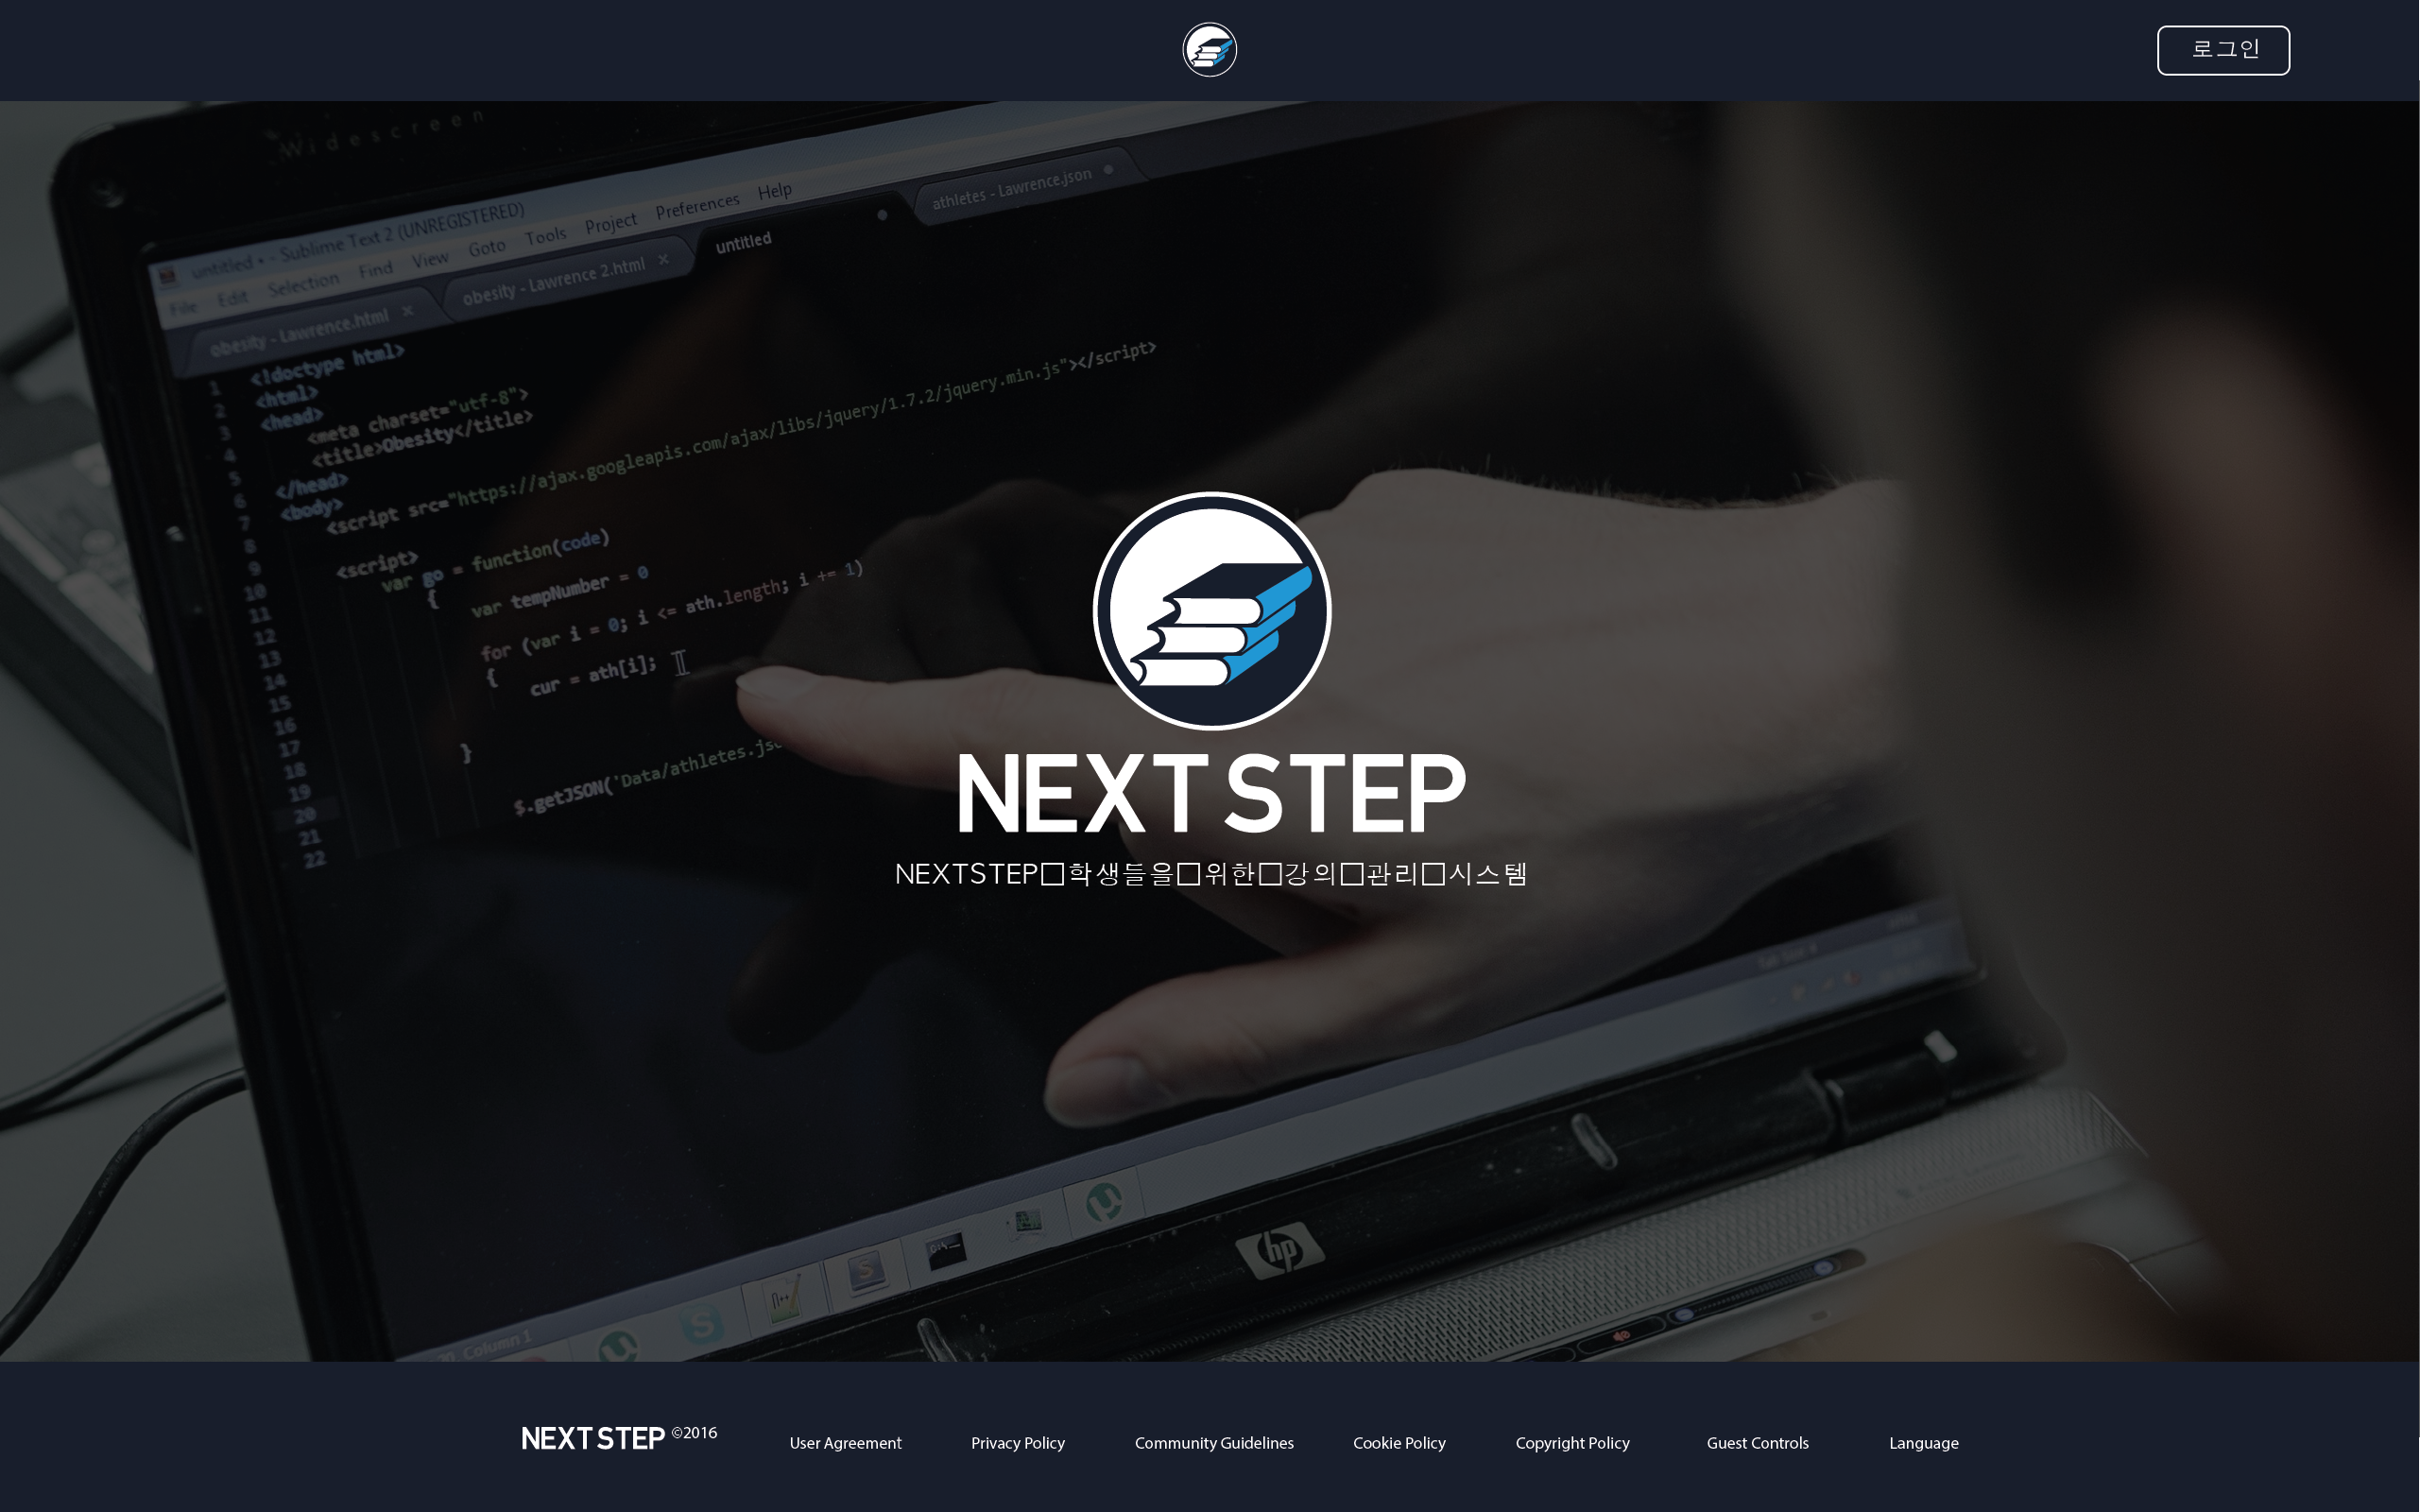 로그인
Widescreen
untitled • - Sublime Text 2 (UNREGISTERED)
File Edit Selection Find View Goto Tools Project Preferences Help
obesity - Lawrence.html × obesity - Lawrence 2.html × untitled athletes - Lawrence.json
1 <!doctype html>
2 <html>
3 <head>
4 <meta charset="utf-8">
5 <title>Obesity</title>
6 </head>
7 <body>
8 <script src="https://ajax.googleapis.com/ajax/libs/jquery/1.7.2/jquery.min.js"></script>
9
10 <script>
11 var go = function(code)
12 {
13 var tempNumber = 0
14
15 for (var i = 0; i <= ath.length; i += 1)
16 {
17 cur = ath[i];
18
19
20 }
21
22 $.getJSON('Data/athletes.jso
NEXT STEP
NEXTSTEP□학생들을□위한□강의□관리□시스템
Column 1
hp
NEXT STEP ©2016 User Agreement Privacy Policy Community Guidelines Cookie Policy Copyright Policy Guest Controls Language